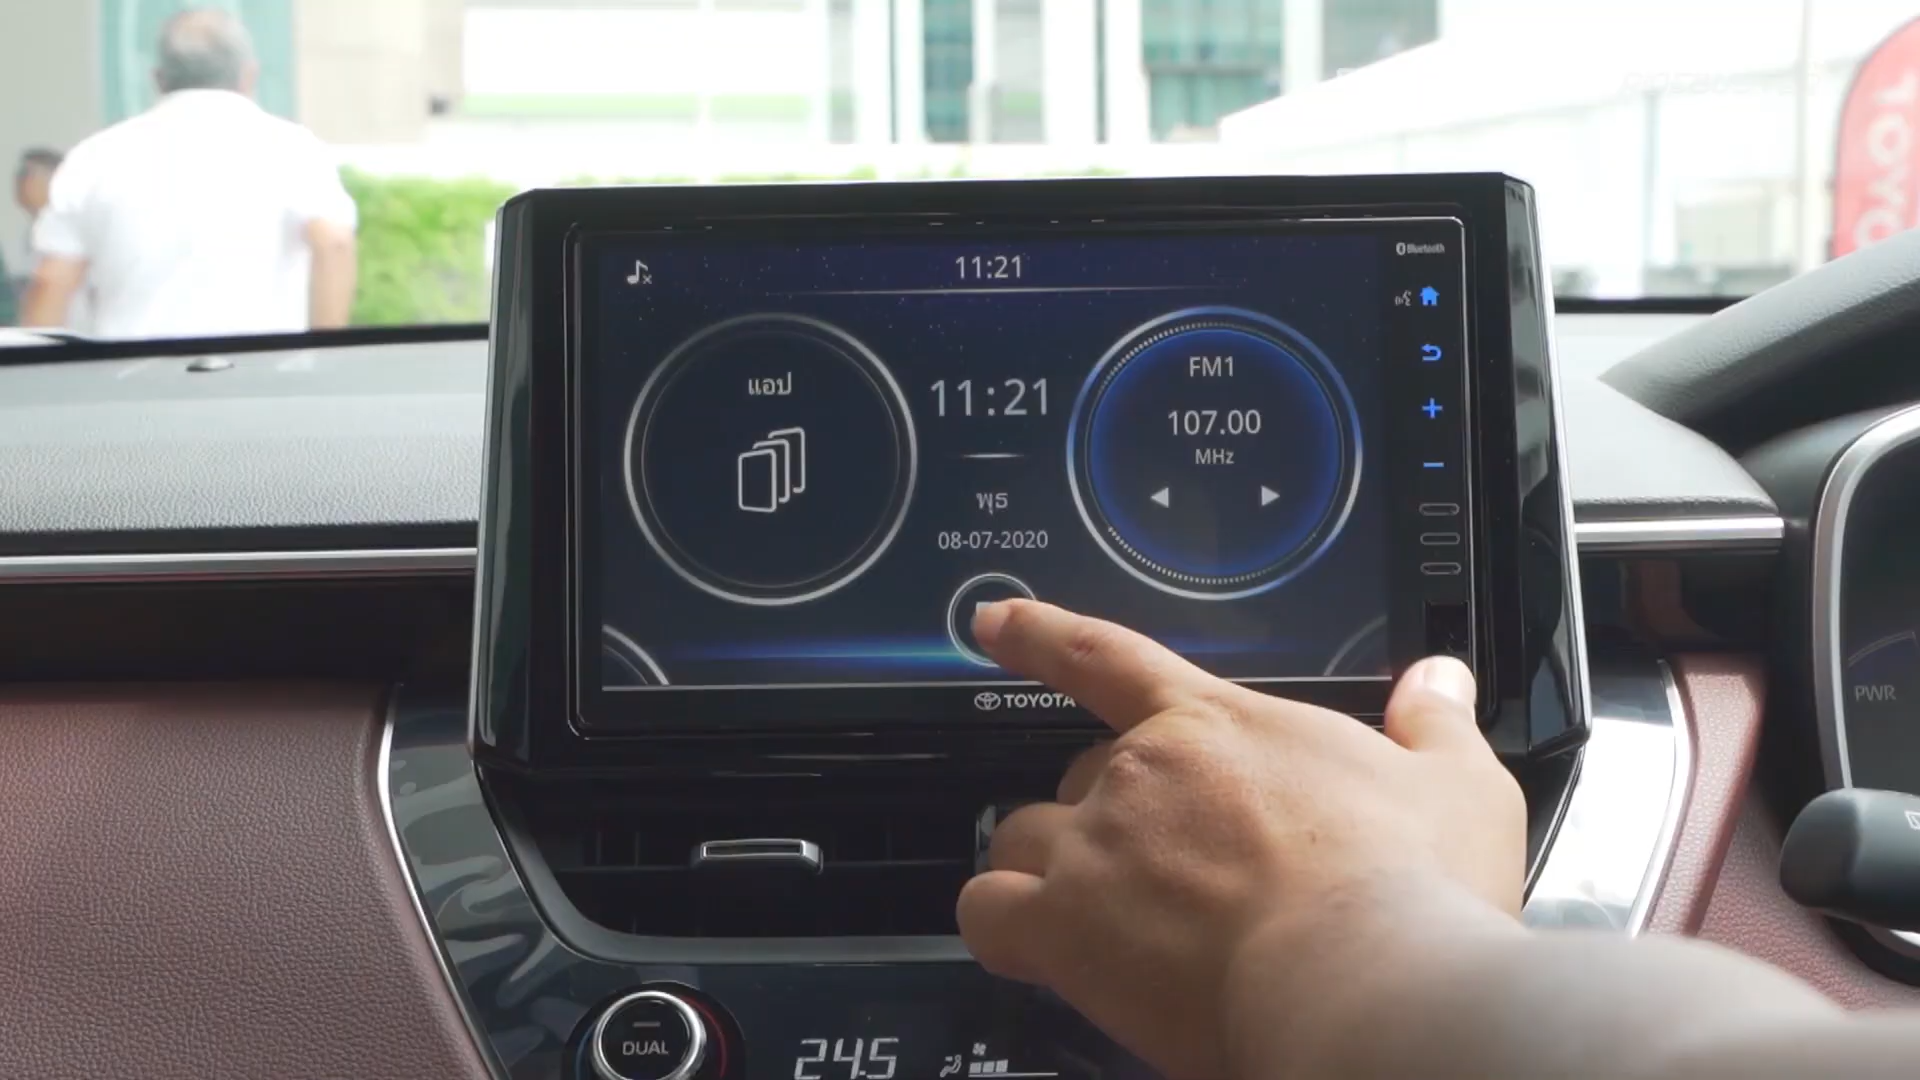 11:21
Bluetooth
แอป
11:21
พุธ
08-07-2020
FM1
107.00
MHz
TOYOTA
TOYO
PWR
DUAL
24.5